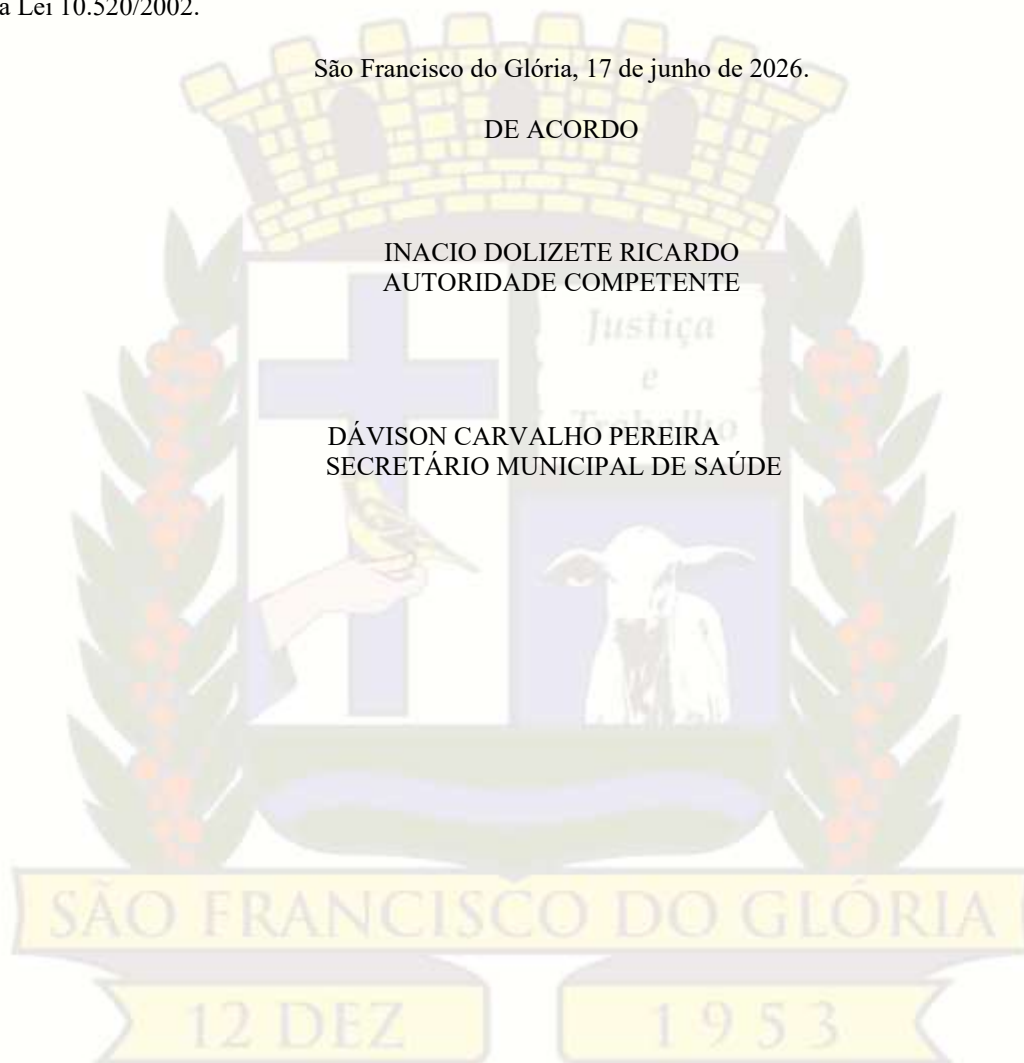 a Lei 10.520/2002.
São Francisco do Glória, 17 de junho de 2026.
DE ACORDO
INACIO DOLIZETE RICARDO
AUTORIDADE COMPETENTE
Justiça
e
Trabalho
DÁVISON CARVALHO PEREIRA
SECRETÁRIO MUNICIPAL DE SAÚDE
SÃO FRANCISCO DO GLÓRIA
12 DEZ 1953